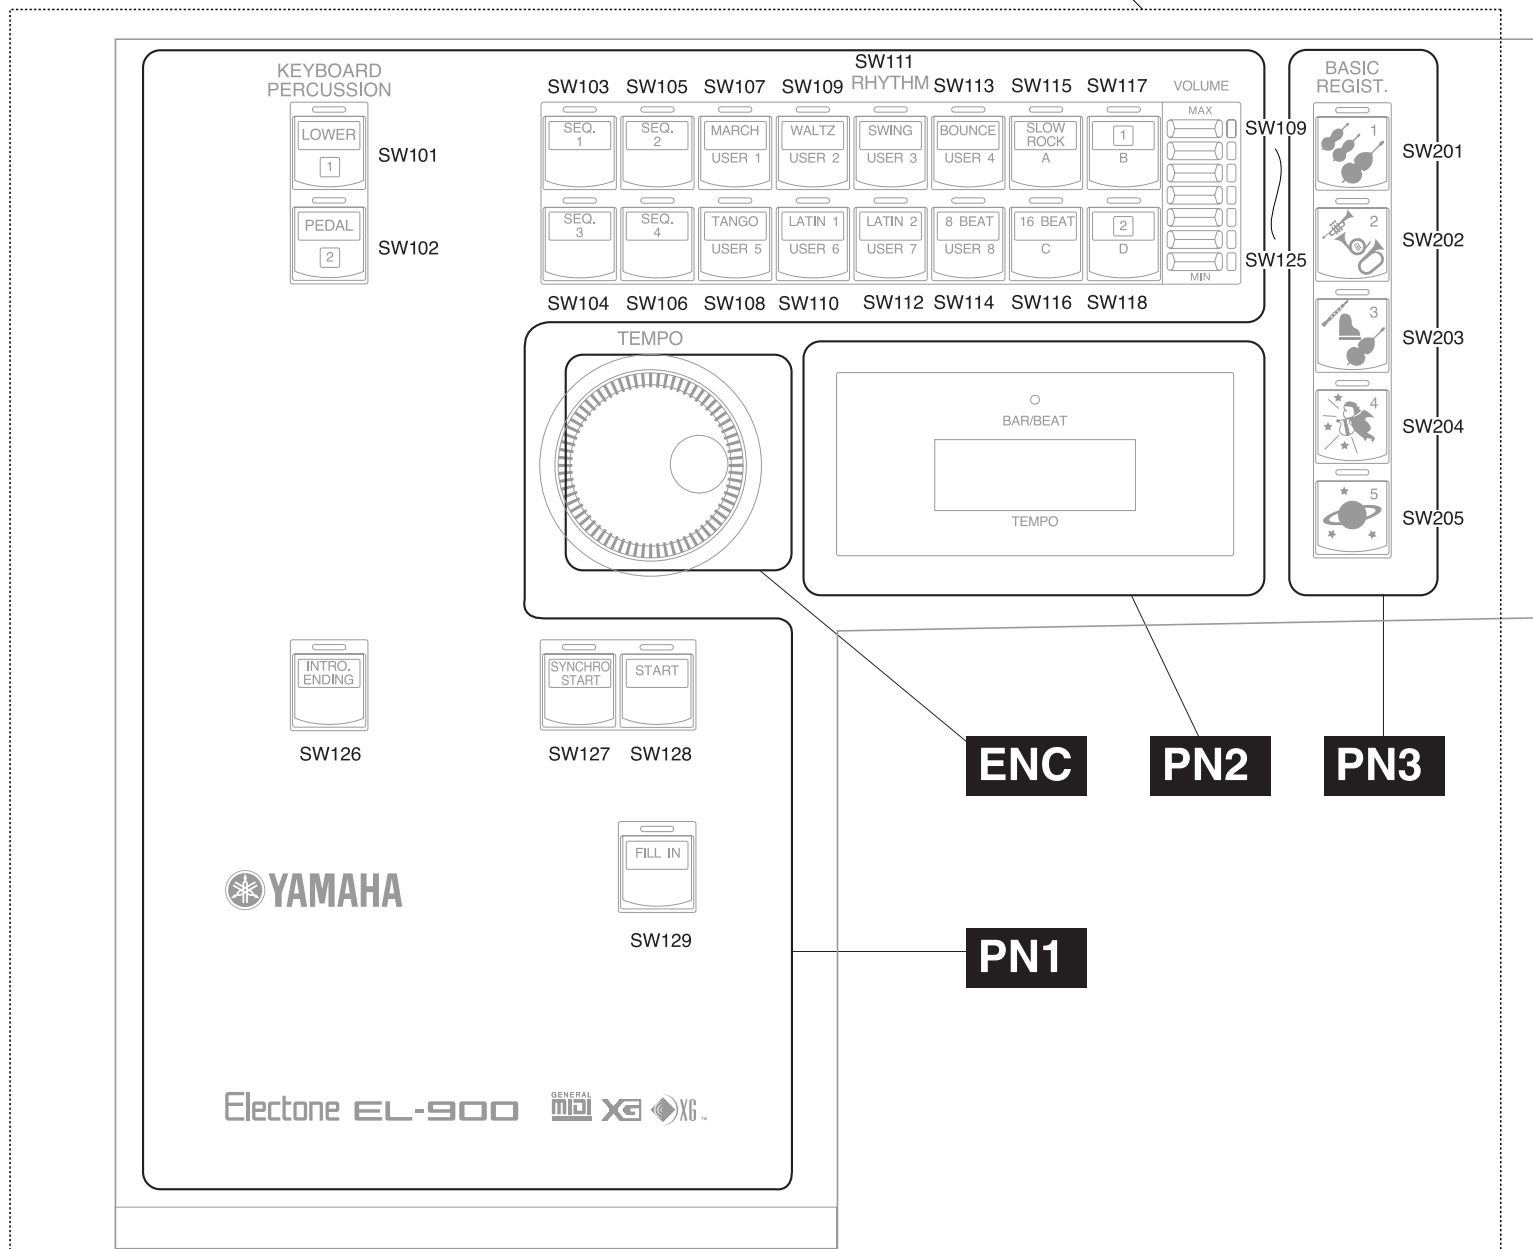 SW111
KEYBOARD
PERCUSSION
SW103 SW105 SW107 SW109 RHYTHM SW113 SW115 SW117 VOLUME
BASIC
REGIST.
MAX
LOWER
1
SW101
SEQ.
1
SEQ.
2
MARCH
USER 1
WALTZ
USER 2
SWING
USER 3
BOUNCE
USER 4
SLOW
ROCK
A
1
B
SW109
1
SW201
PEDAL
2
SW102
SEQ.
3
SEQ.
4
TANGO
USER 5
LATIN 1
USER 6
LATIN 2
USER 7
8 BEAT
USER 8
16 BEAT
C
2
D
SW125
MIN
2
SW202
SW104 SW106 SW108 SW110 SW112 SW114 SW116 SW118
3
SW203
TEMPO
BAR/BEAT
TEMPO
4
SW204
5
SW205
INTRO.
ENDING
SW126
SYNCHRO
START
SW127
START
SW128
ENC
PN2
PN3
FILL IN
SW129
YAMAHA
PN1
Electone EL-900
GENERAL
MIDI
XG
XG ™